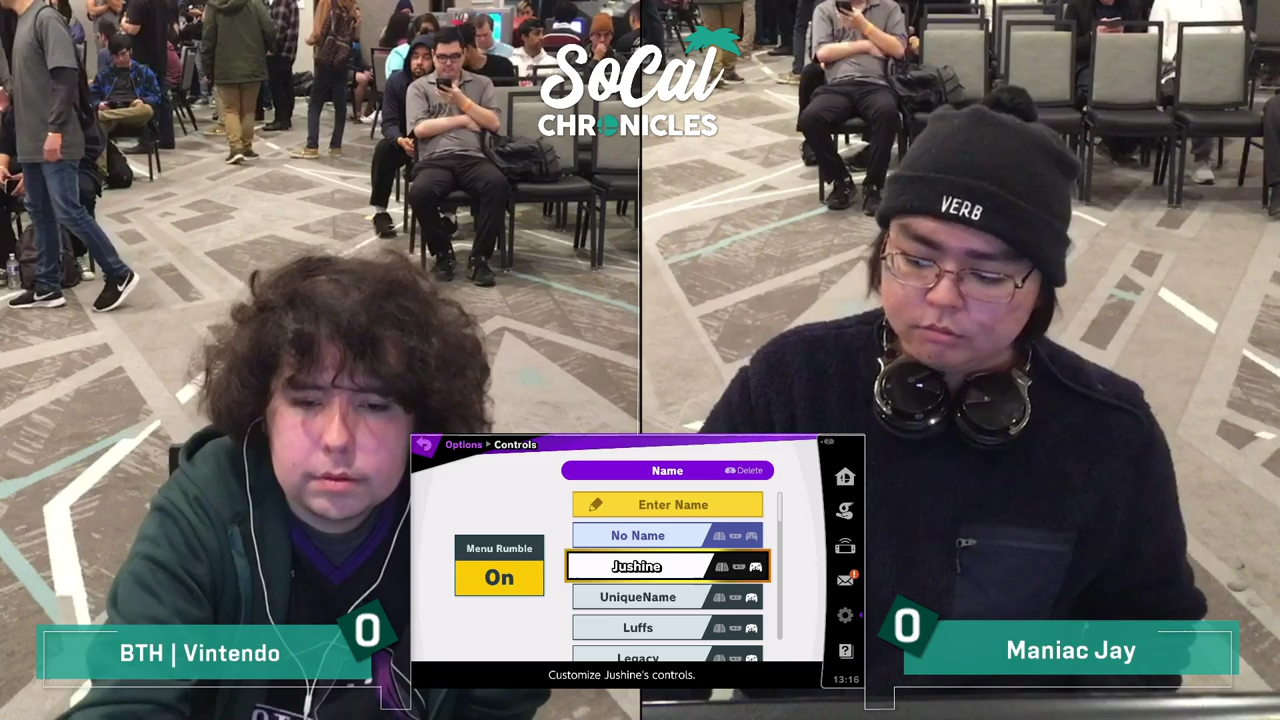 SoCal
CHRONICLES
VERB
Options ▸ Controls
Name
Delete
Enter Name
Menu Rumble
On
No Name
Jushine
UniqueName
Luffs
Legacy
Customize Jushine's controls.
13:16
BTH | Vintendo
0
0
Maniac Jay